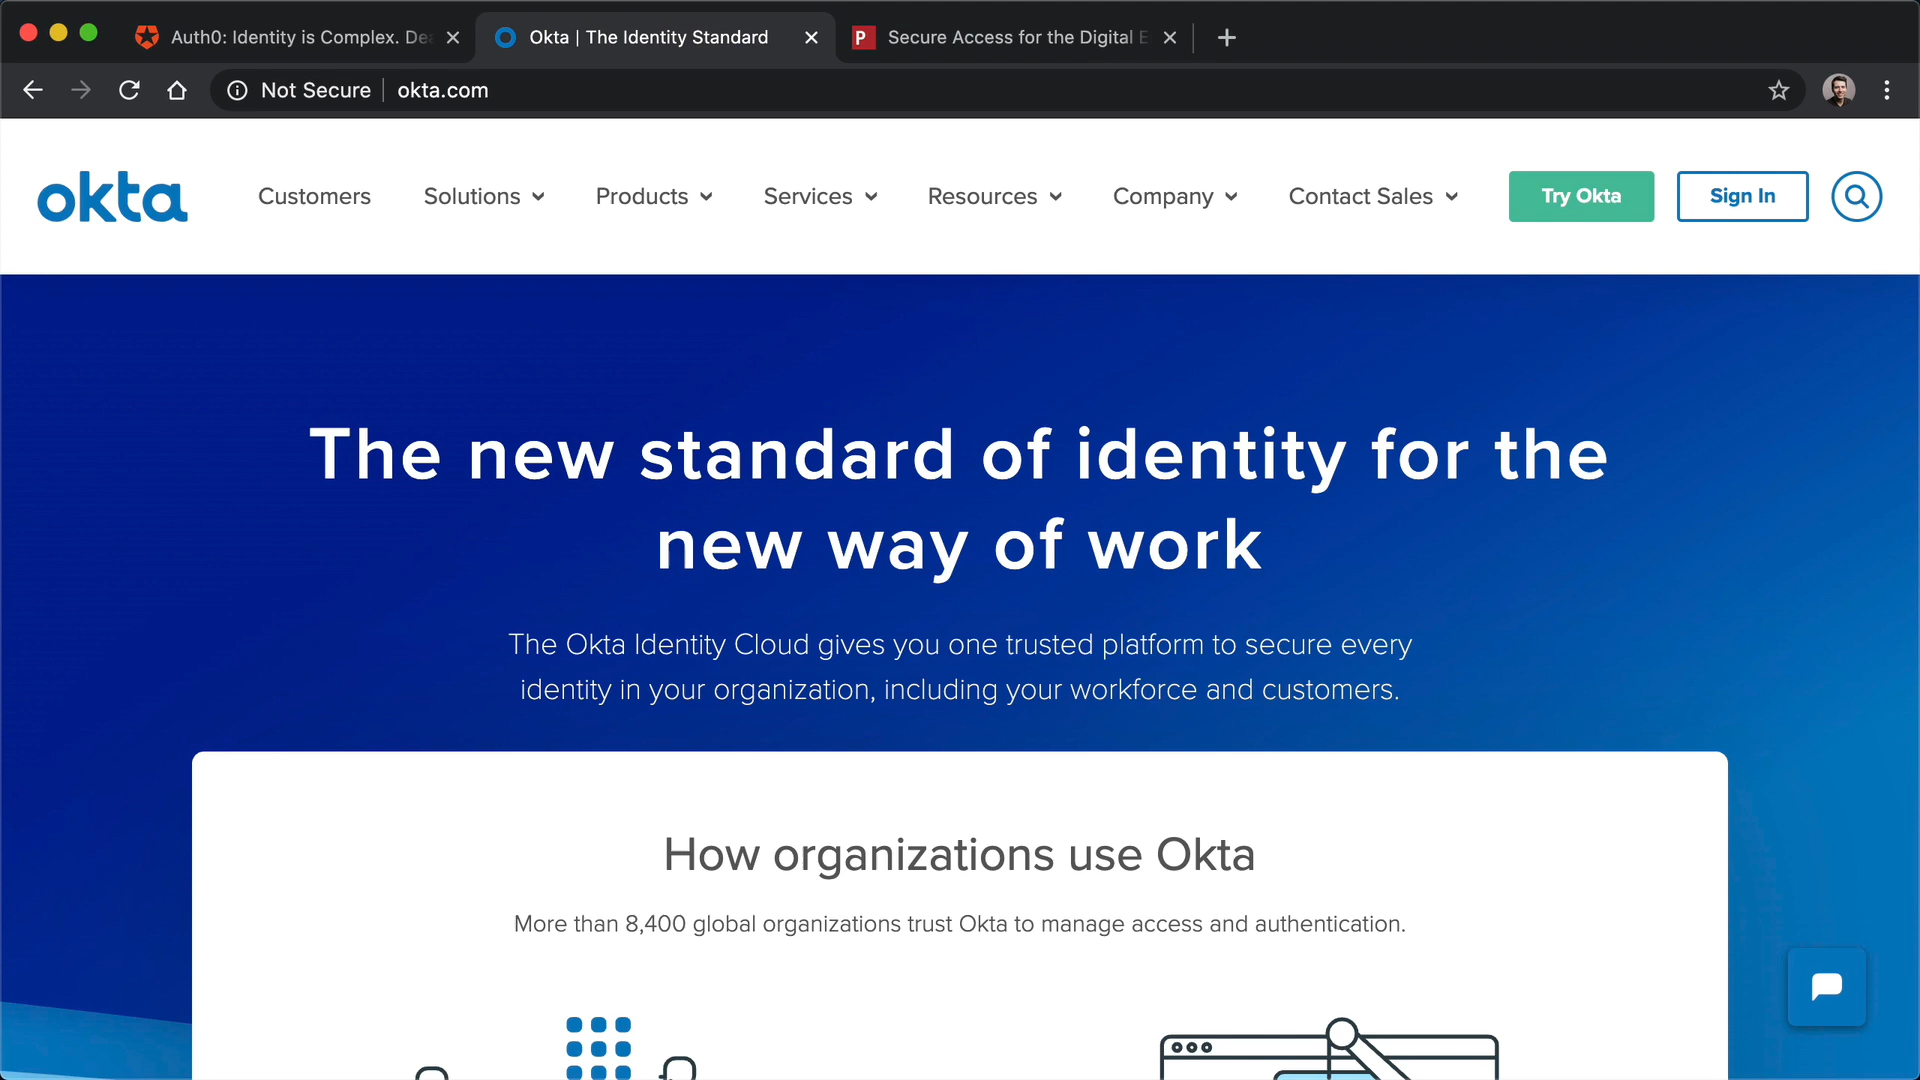 Auth0: Identity is Complex. De
Okta | The Identity Standard
Secure Access for the Digital E
Not Secure
okta.com
okta
Customers
Solutions
Products
Services
Resources
Company
Contact Sales
Try Okta
Sign In
The new standard of identity for the
new way of work
The Okta Identity Cloud gives you one trusted platform to secure every
identity in your organization, including your workforce and customers.
How organizations use Okta
More than 8,400 global organizations trust Okta to manage access and authentication.